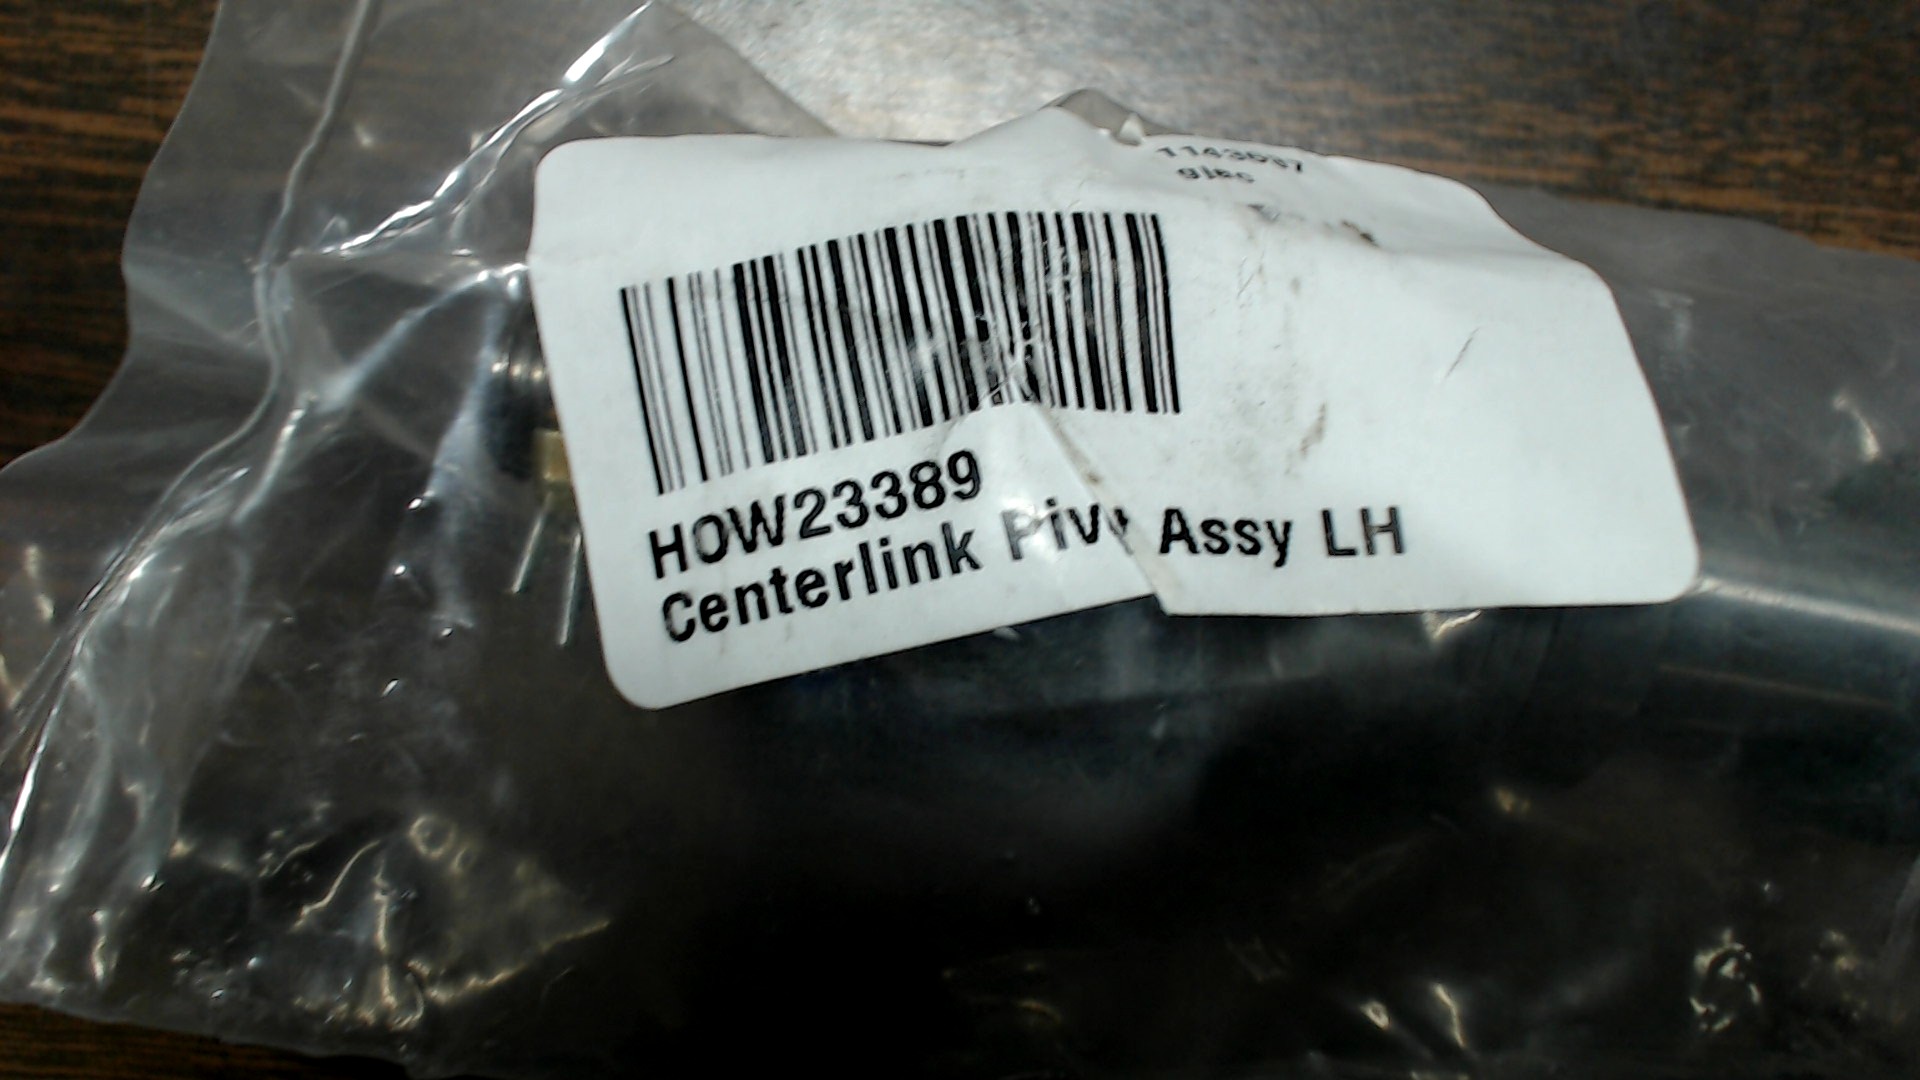 HOW23389
Centerlink Assy LH